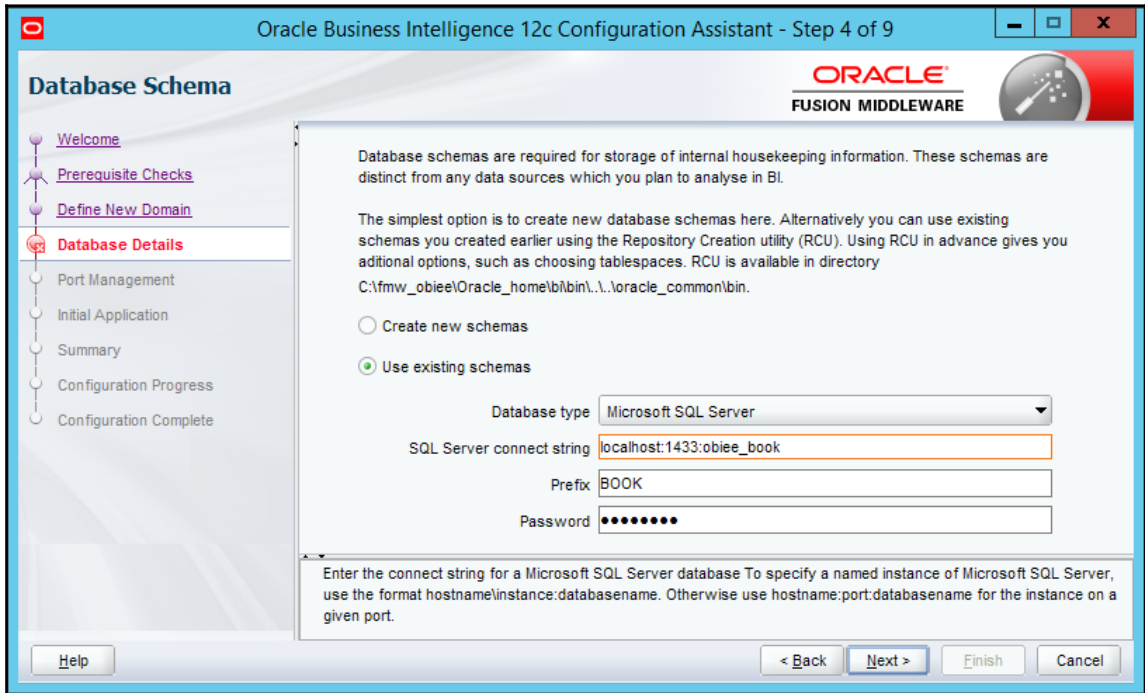 Oracle Business Intelligence 12c Configuration Assistant - Step 4 of 9
Database Schema
ORACLE
FUSION MIDDLEWARE
Welcome
Prerequisite Checks
Define New Domain
Database Details
Port Management
Initial Application
Summary
Configuration Progress
Configuration Complete
Database schemas are required for storage of internal housekeeping information. These schemas are
distinct from any data sources which you plan to analyse in BI.
The simplest option is to create new database schemas here. Alternatively you can use existing
schemas you created earlier using the Repository Creation utility (RCU). Using RCU in advance gives you
aditional options, such as choosing tablespaces. RCU is available in directory
C:\fmw_obiee\Oracle_home\bi\bin\..\..\oracle_common\bin.
Create new schemas
Use existing schemas
Database type Microsoft SQL Server
SQL Server connect string localhost:1433:obiee_book
Prefix BOOK
Password ●●●●●●●●
Enter the connect string for a Microsoft SQL Server database To specify a named instance of Microsoft SQL Server,
use the format hostname\instance:databasename. Otherwise use hostname:port:databasename for the instance on a
given port.
Help < Back Next > Finish Cancel